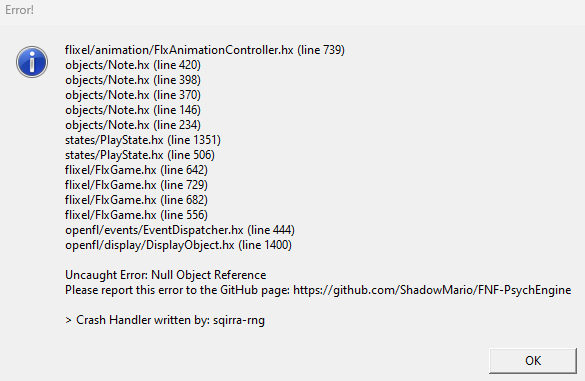 Error!
flixel/animation/FlxAnimationController.hx (line 739)
objects/Note.hx (line 420)
objects/Note.hx (line 398)
objects/Note.hx (line 370)
objects/Note.hx (line 146)
objects/Note.hx (line 234)
states/PlayState.hx (line 1351)
states/PlayState.hx (line 506)
flixel/FlxGame.hx (line 642)
flixel/FlxGame.hx (line 729)
flixel/FlxGame.hx (line 682)
flixel/FlxGame.hx (line 556)
openfl/events/EventDispatcher.hx (line 444)
openfl/display/DisplayObject.hx (line 1400)
Uncaught Error: Null Object Reference
Please report this error to the GitHub page: https://github.com/ShadowMario/FNF-PsychEngine
> Crash Handler written by: sqirra-rng
OK